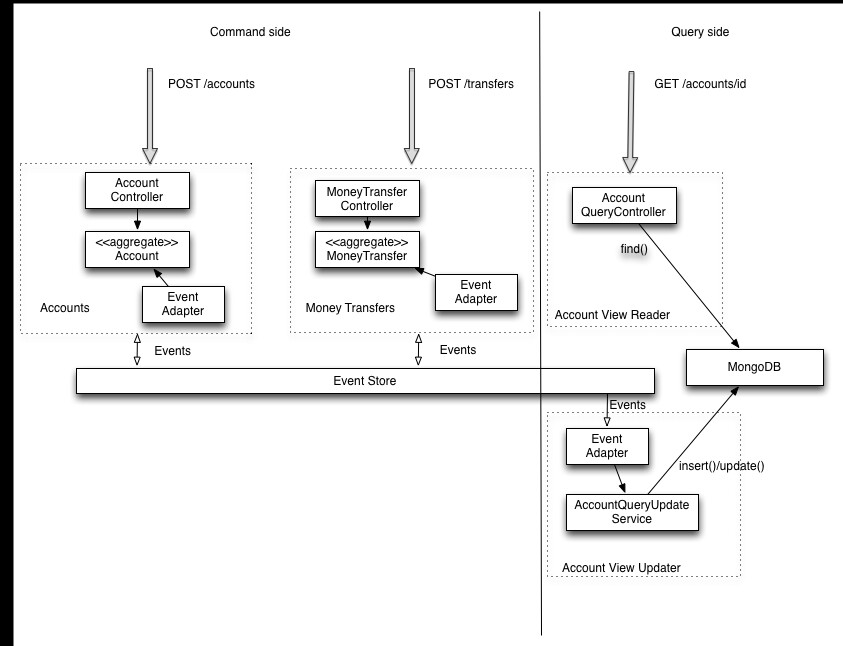 Command side
Query side
POST /accounts
POST /transfers
GET /accounts/id
Account
Controller
<<aggregate>>
Account
Event
Adapter
Accounts
MoneyTransfer
Controller
<<aggregate>>
MoneyTransfer
Event
Adapter
Money Transfers
Account
QueryController
find()
Account View Reader
MongoDB
Events
Events
Event Store
Events
Event
Adapter
insert()/update()
AccountQueryUpdate
Service
Account View Updater